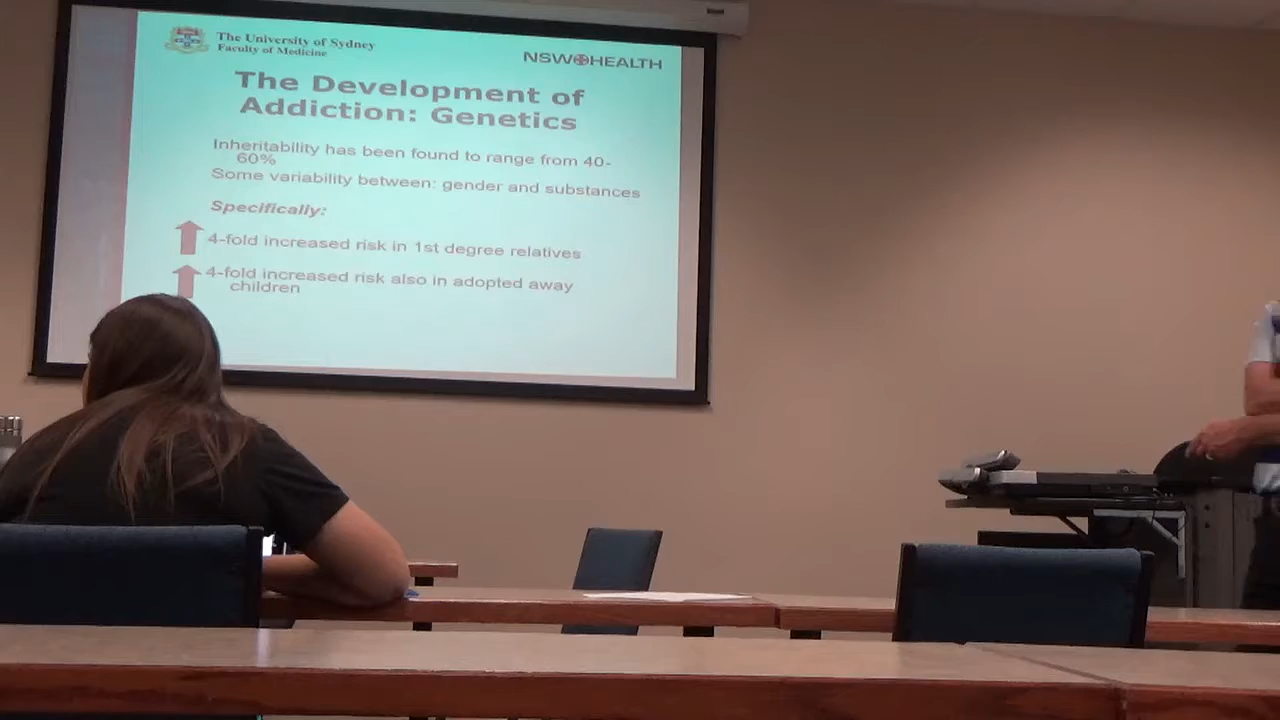 The University of Sydney
Faculty of Medicine
NSW HEALTH
The Development of
Addiction: Genetics
Inheritability has been found to range from 40-
60%
Some variability between: gender and substances
Specifically:
4-fold increased risk in 1st degree relatives
4-fold increased risk also in adopted away
children